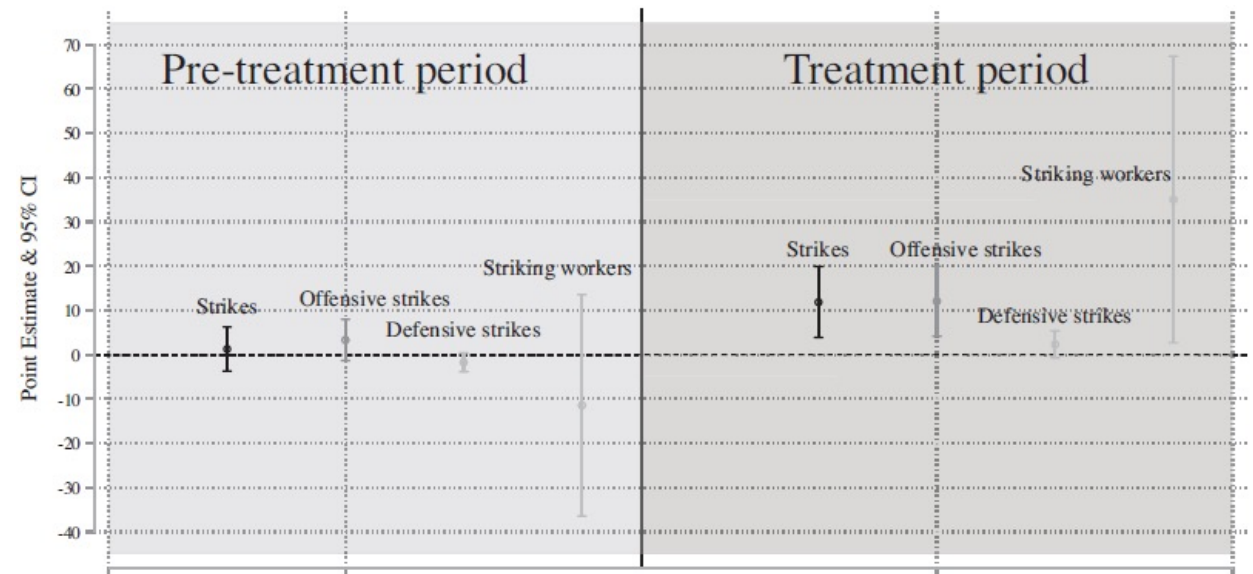 Point Estimate & 95% CI
70
60
50
40
30
20
10
0
-10
-20
-30
-40
Pre-treatment period
Strikes
Offensive strikes
Defensive strikes
Striking workers
Treatment period
Strikes
Offensive strikes
Defensive strikes
Striking workers